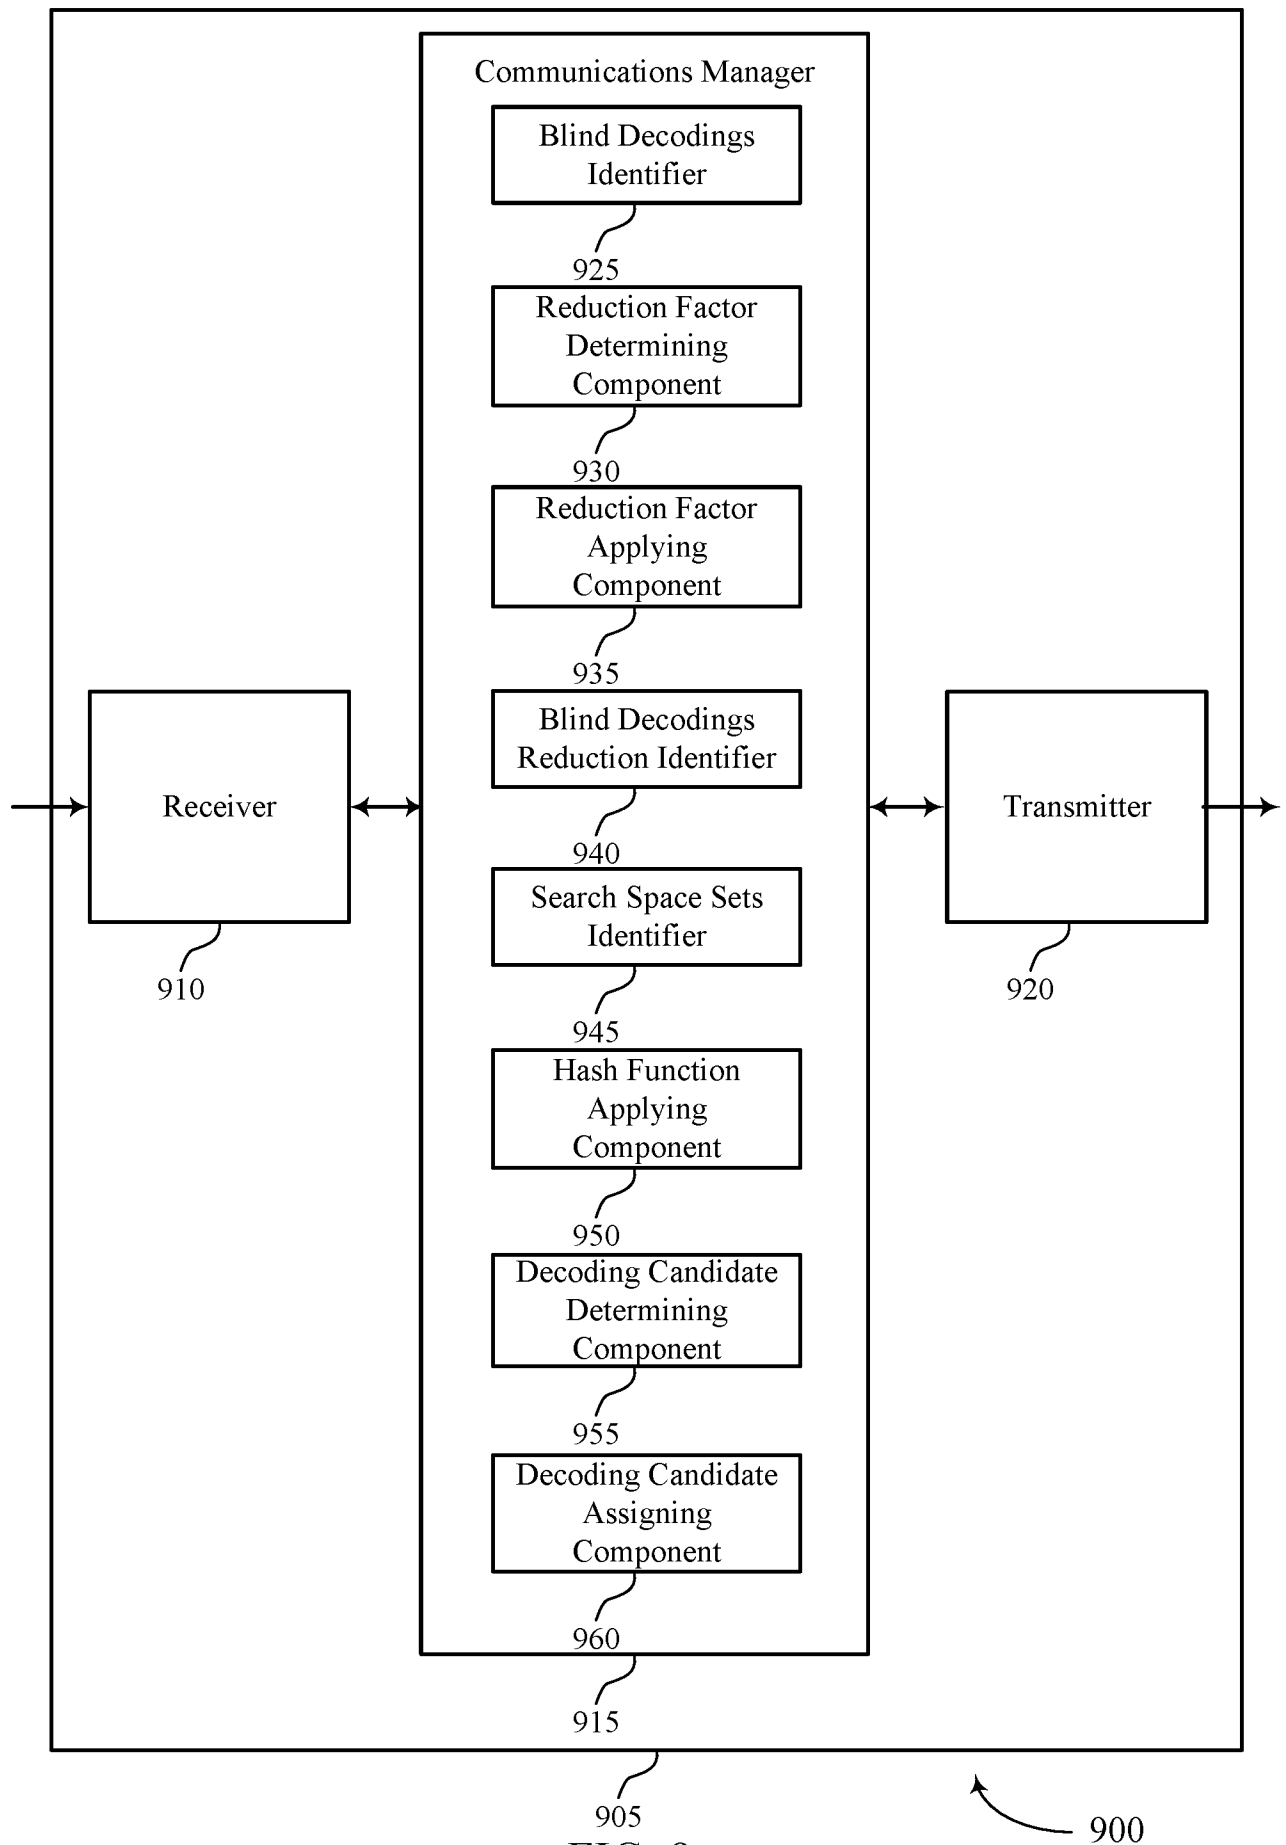 Communications Manager
Blind Decodings
Identifier
925
Reduction Factor
Determining
Component
930
Reduction Factor
Applying
Component
935
Blind Decodings
Reduction Identifier
940
Receiver
910
Transmitter
920
Search Space Sets
Identifier
945
Hash Function
Applying
Component
950
Decoding Candidate
Determining
Component
955
Decoding Candidate
Assigning
Component
960
915
905
900